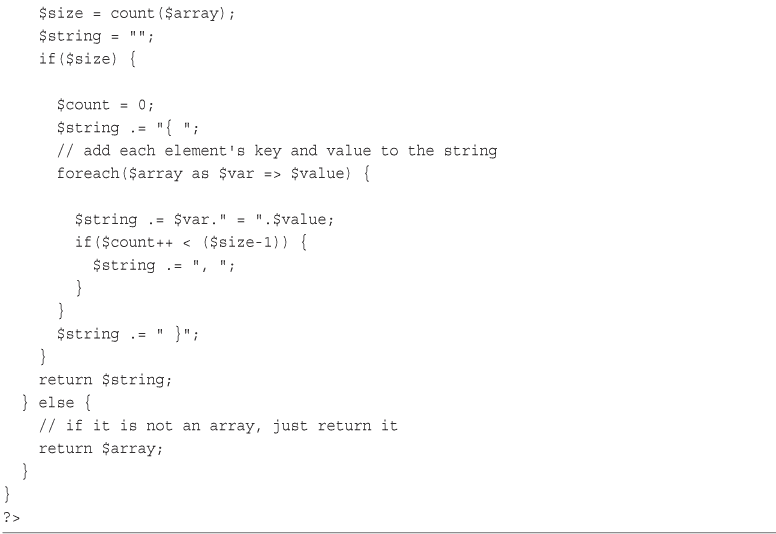 $size = count($array);
$string = "";
if($size) {
$count = 0;
$string .= "{ ";
// add each element's key and value to the string
foreach($array as $var => $value) {
$string .= $var." = ".$value;
if($count++ < ($size-1)) {
$string .= ", ";
}
}
$string .= " }";
}
return $string;
} else {
// if it is not an array, just return it
return $array;
}
}
?>